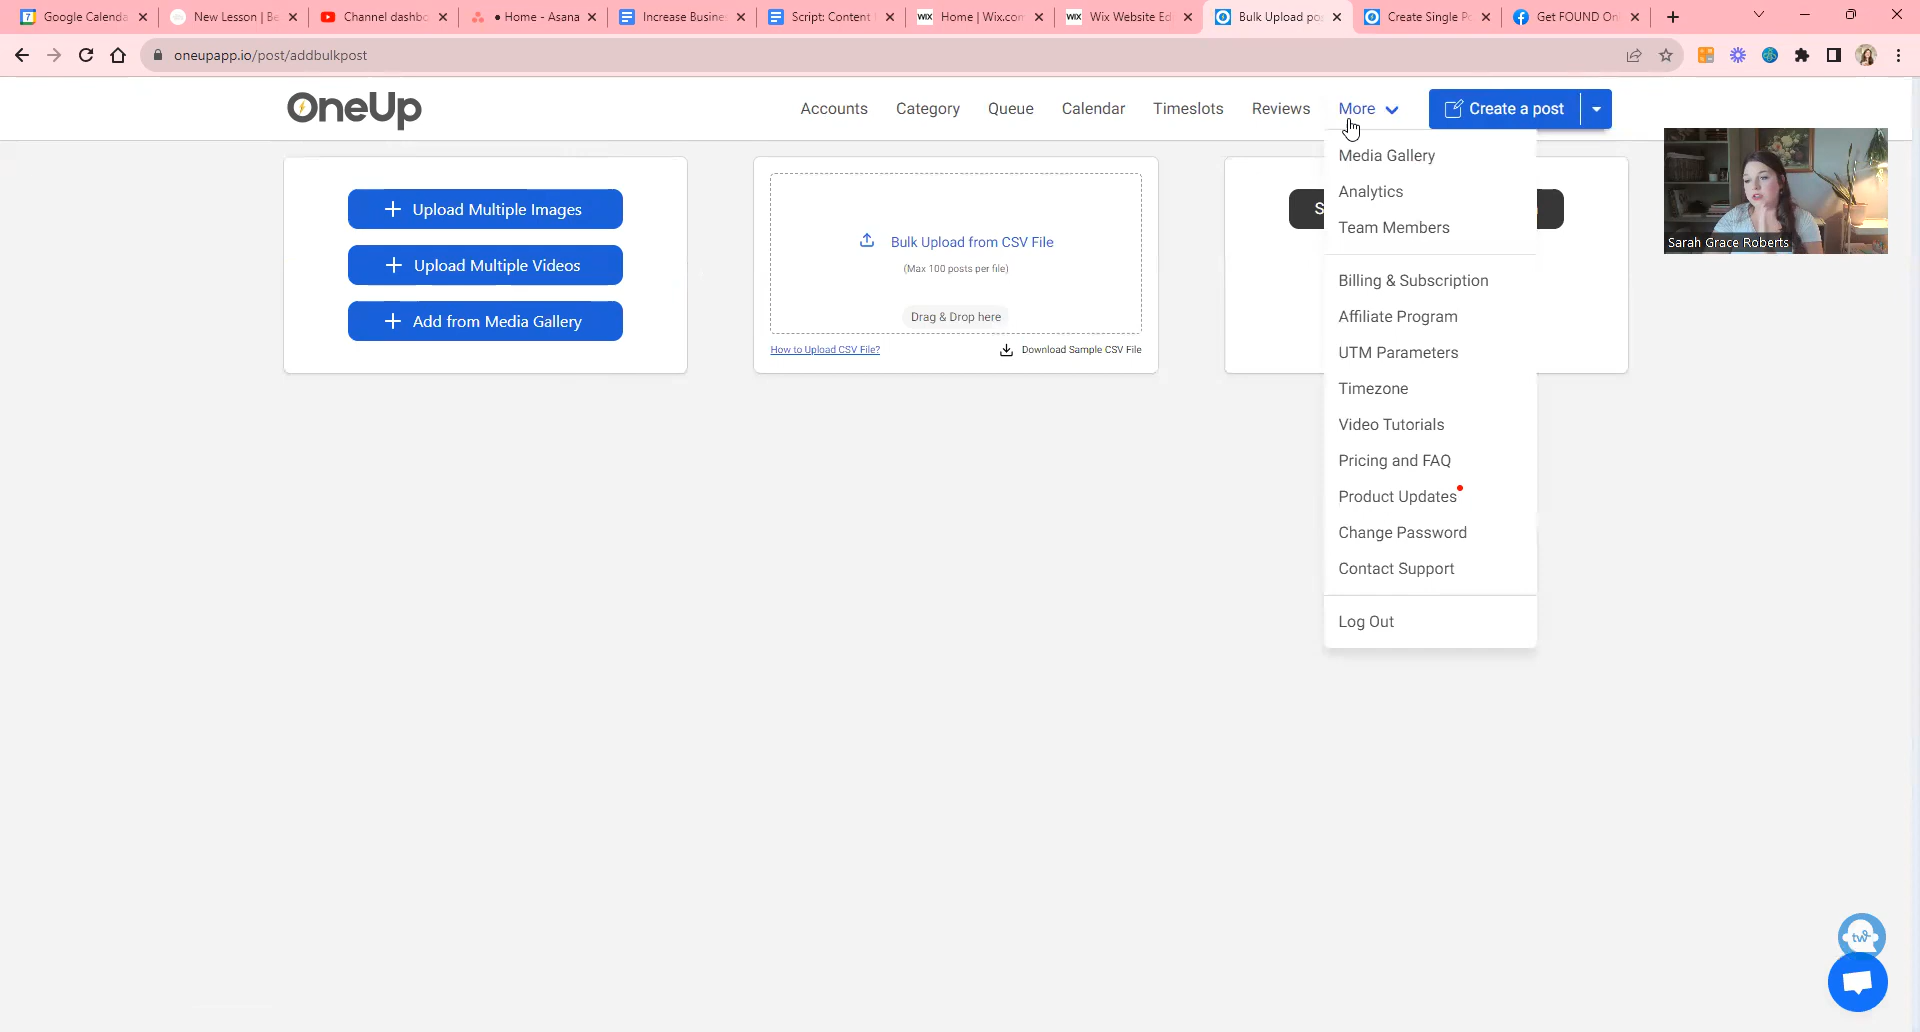 Google Calenda
New Lesson | Be
Channel dashbo
• Home - Asana
Increase Busine
Script: Content
WIX Home | Wix.com
WIX Wix Website Ed
Bulk Upload po
Create Single Po
Get FOUND On
oneupapp.io/post/addbulkpost
OneUp
Accounts
Category
Queue
Calendar
Timeslots
Reviews
More
Create a post
Upload Multiple Images
Upload Multiple Videos
Add from Media Gallery
Bulk Upload from CSV File
(Max 100 posts per file)
Drag & Drop here
How to Upload CSV File?
Download Sample CSV File
S
Media Gallery
Analytics
Team Members
Billing & Subscription
Affiliate Program
UTM Parameters
Timezone
Video Tutorials
Pricing and FAQ
Product Updates
Change Password
Contact Support
Log Out
Sarah Grace Roberts
tw